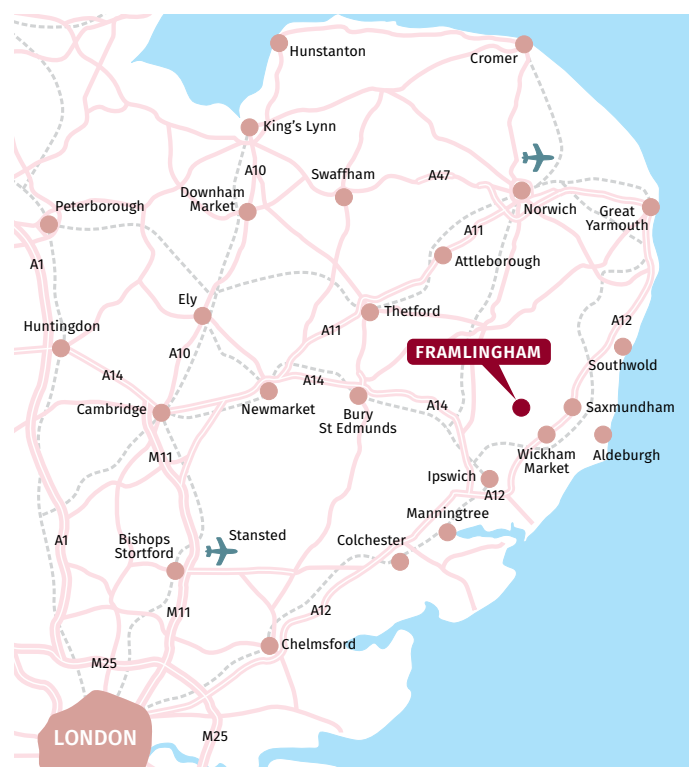 Hunstanton
Cromer
King's Lynn
A10
Swaffham
A47
Downham
Market
Peterborough
Norwich
Great
Yarmouth
A11
A1
Attleborough
Ely
Thetford
A12
Huntingdon
A11
A10
FRAMLINGHAM
Southwold
A14
A14
Cambridge
Newmarket
Bury
St Edmunds
A14
Saxmundham
M11
Wickham
Market
Aldeburgh
Ipswich
A12
Manningtree
A1
Bishops
Stortford
Stansted
Colchester
M11
A12
Chelmsford
M25
LONDON
M25